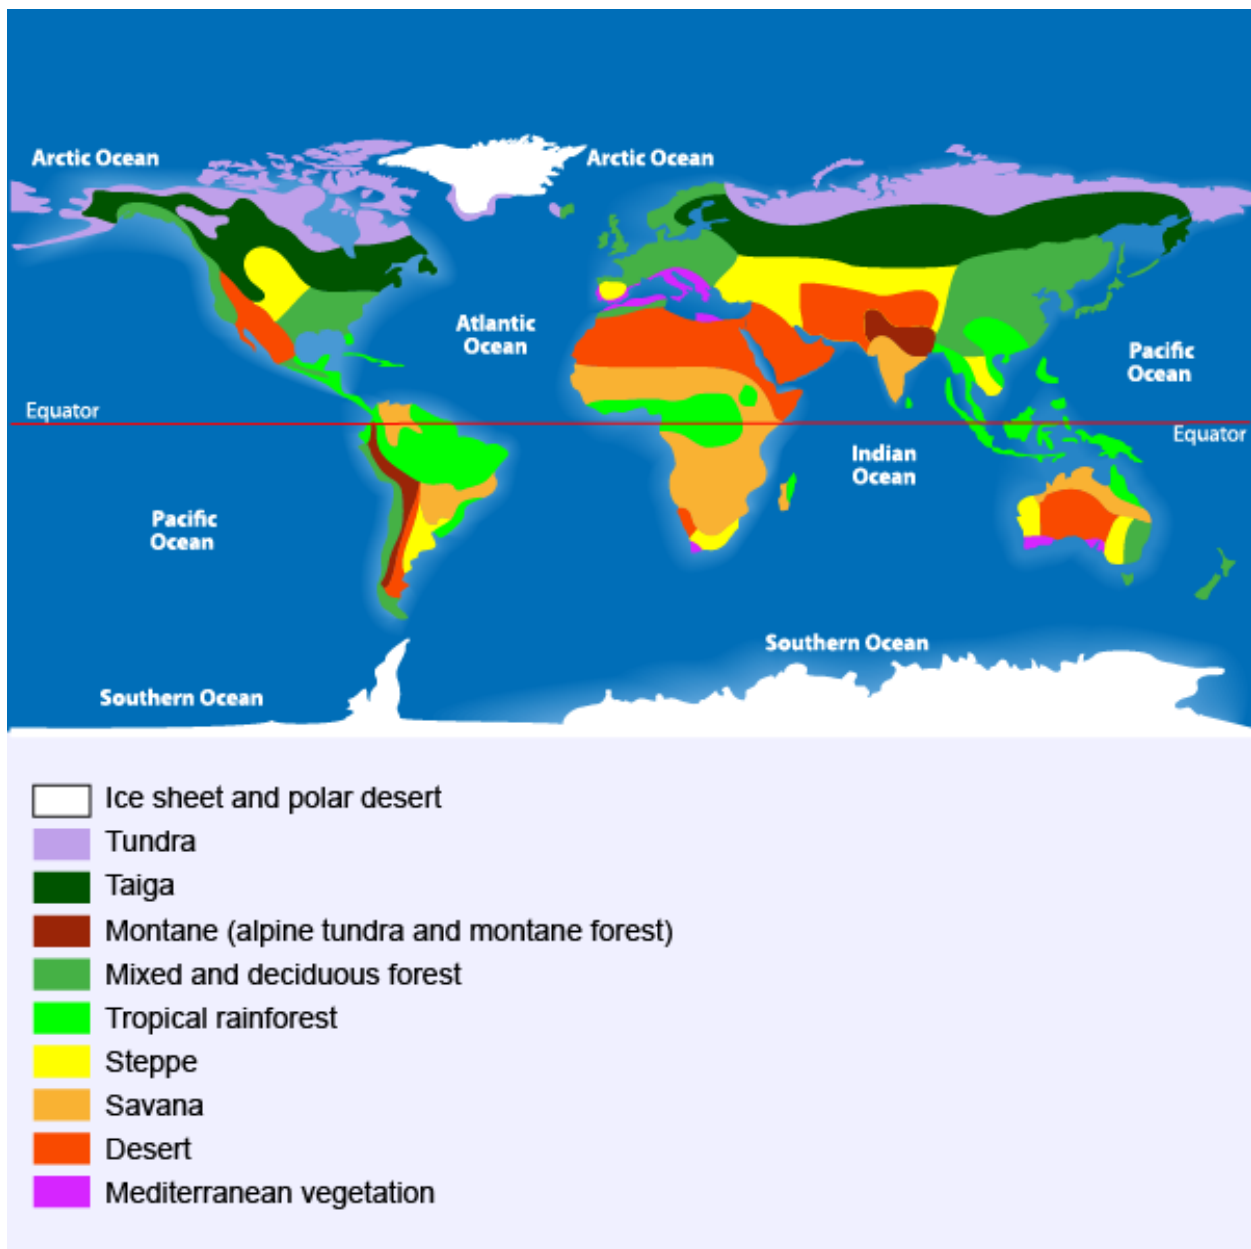 Arctic Ocean
Arctic Ocean
Atlantic
Ocean
Pacific
Ocean
Equator
Equator
Indian
Ocean
Pacific
Ocean
Southern Ocean
Southern Ocean
Ice sheet and polar desert
Tundra
Taiga
Montane (alpine tundra and montane forest)
Mixed and deciduous forest
Tropical rainforest
Steppe
Savana
Desert
Mediterranean vegetation